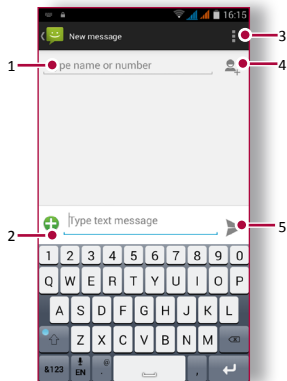 16:15
New message
3
1
pe name or number
4
2
Type text message
5
1 2 3 4 5 6 7 8 9 0
Q W E R T Y U I O P
A S D F G H J K L
Z X C V B N M
&123 EN @ . ,